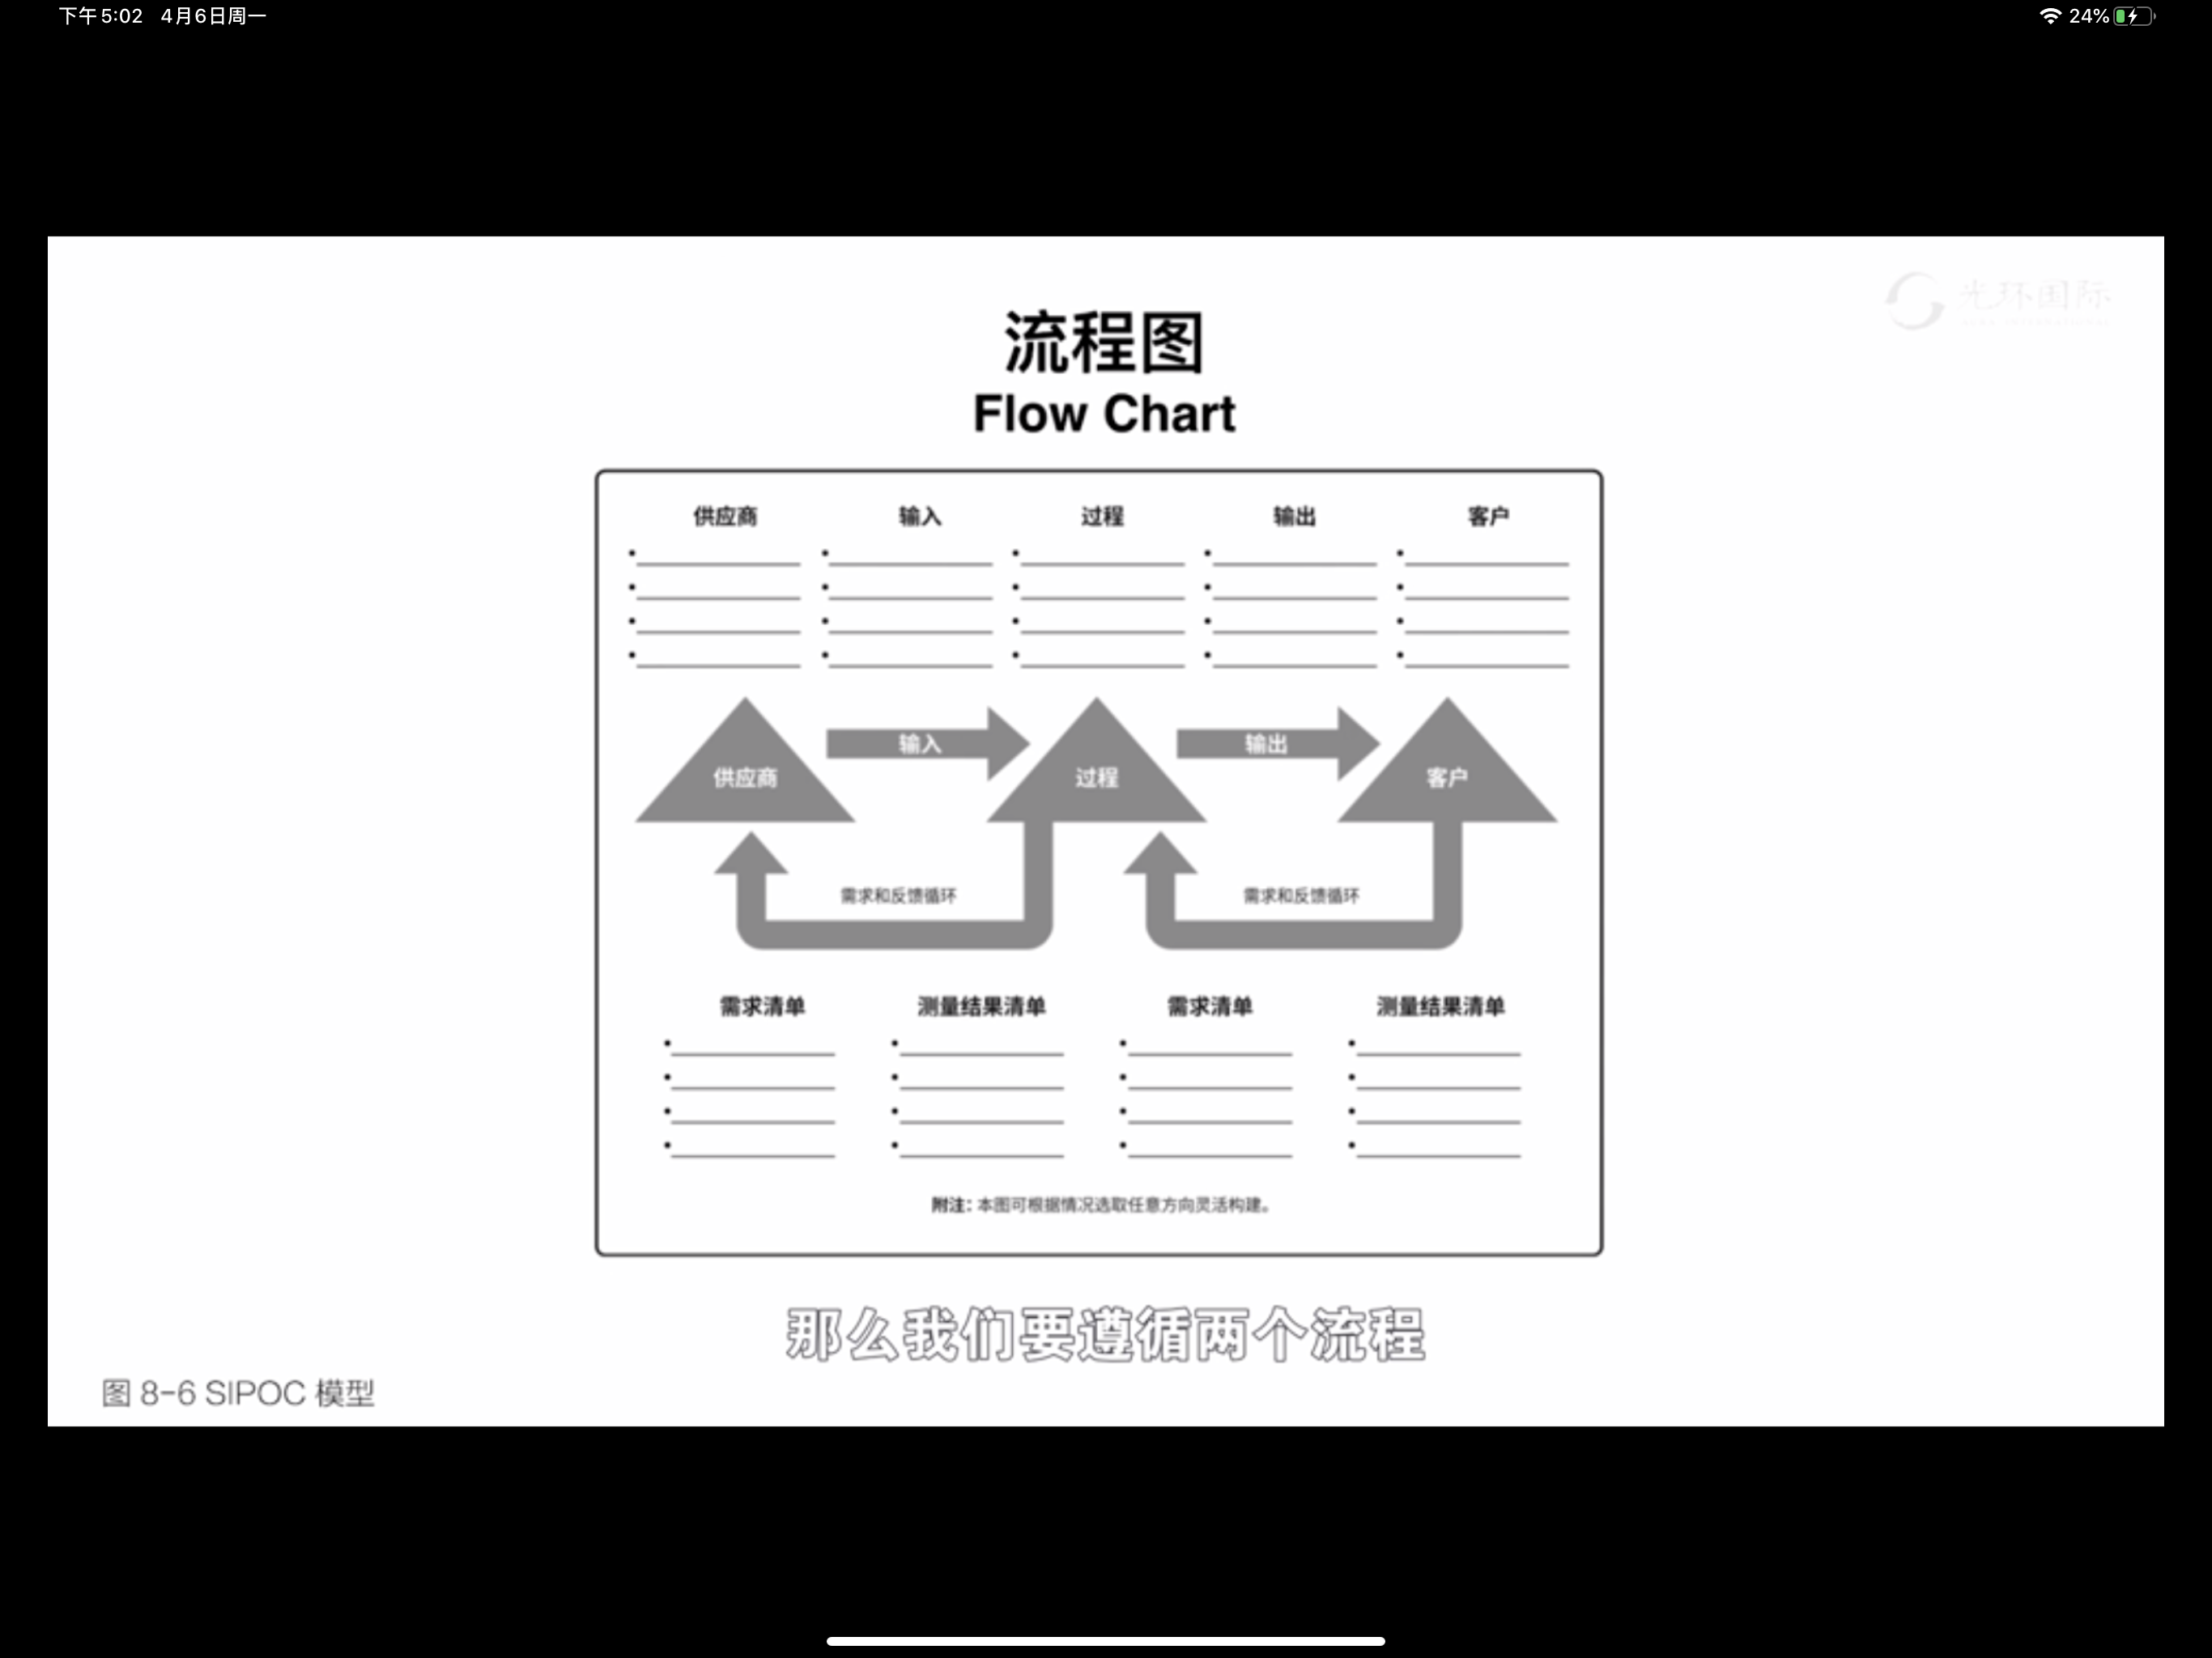 下午5:02 4月6日周一
24%
光环国际
流程图
Flow Chart
供应商 输入 过程 输出 客户
输入 输出
供应商 过程 客户
需求和反馈循环 需求和反馈循环
需求清单 测量结果清单 需求清单 测量结果清单
附注：本图可根据情况选取任意方向灵活构建。
那么我们要遵循两个流程
图 8-6 SIPOC 模型